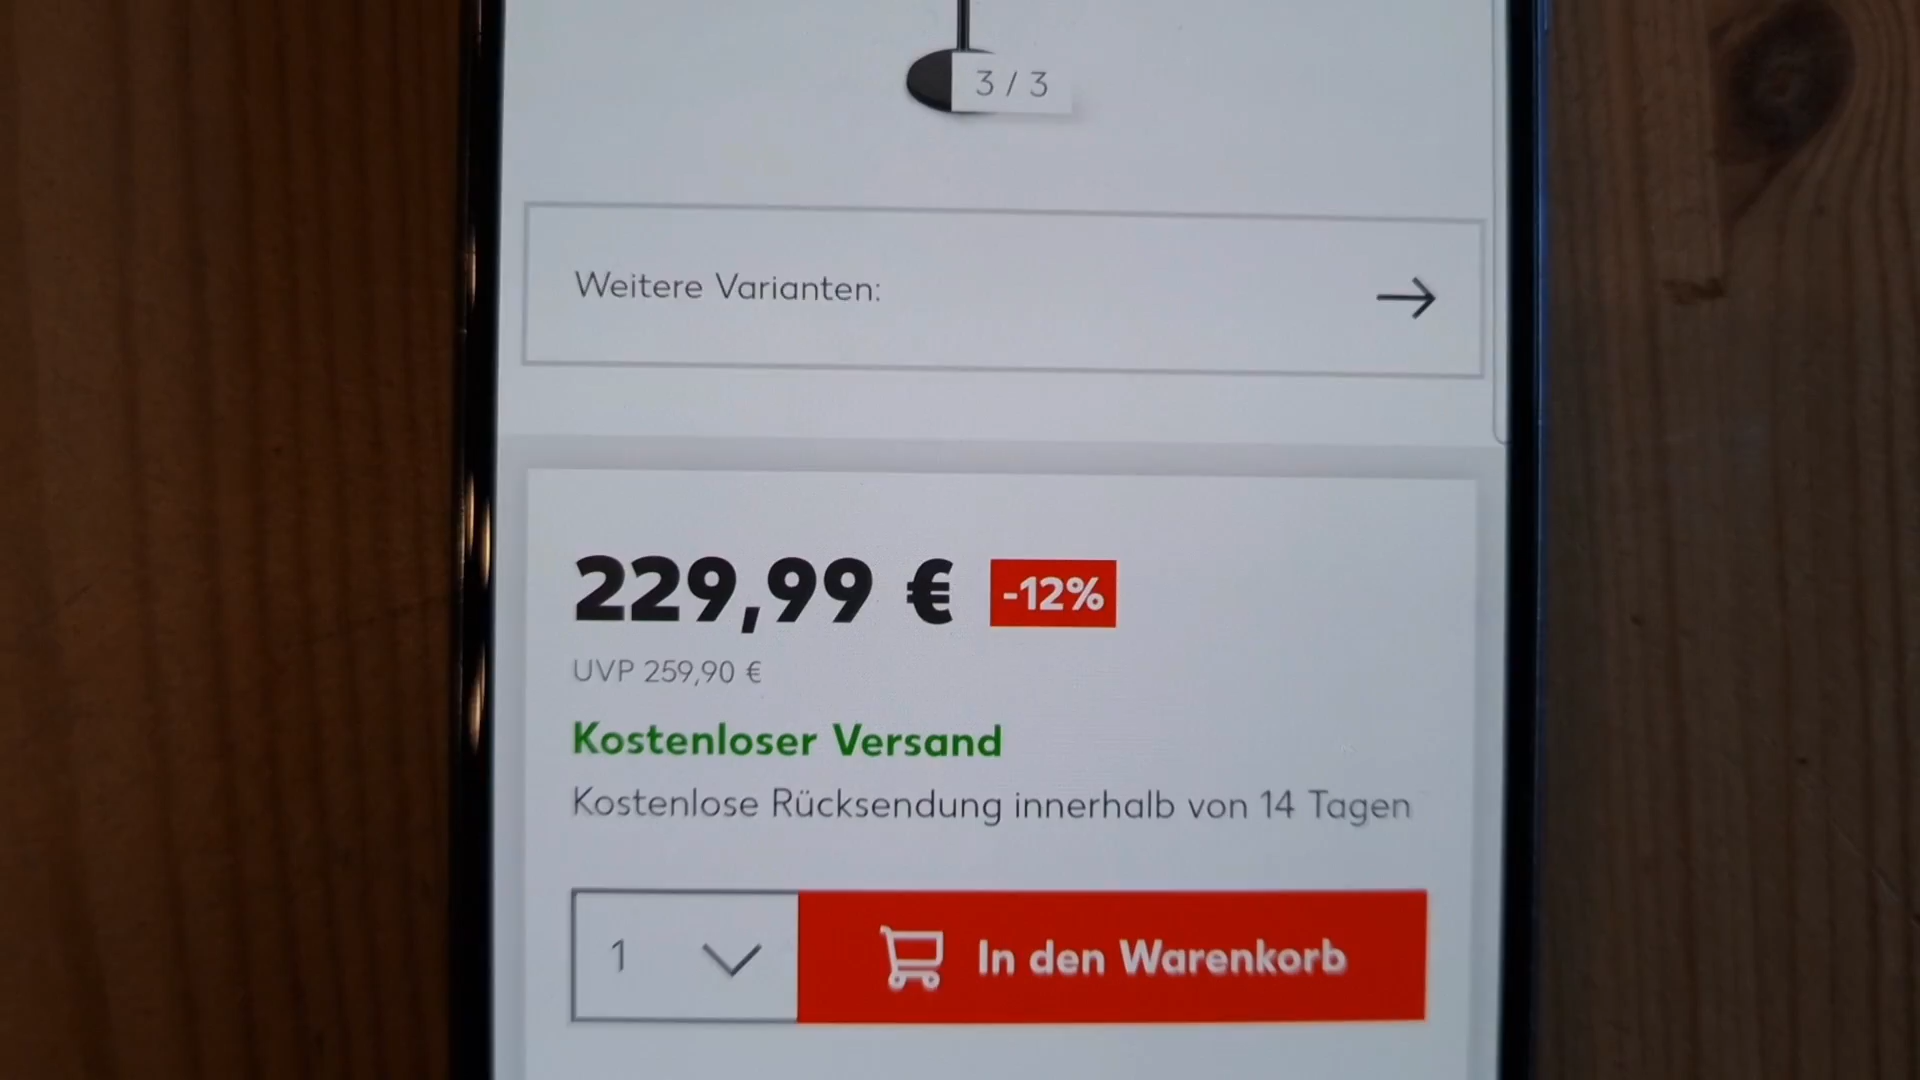 3 / 3
Weitere Varianten:
229,99 € -12%
UVP 259,90 €
Kostenloser Versand
Kostenlose Rücksendung innerhalb von 14 Tagen
1 In den Warenkorb